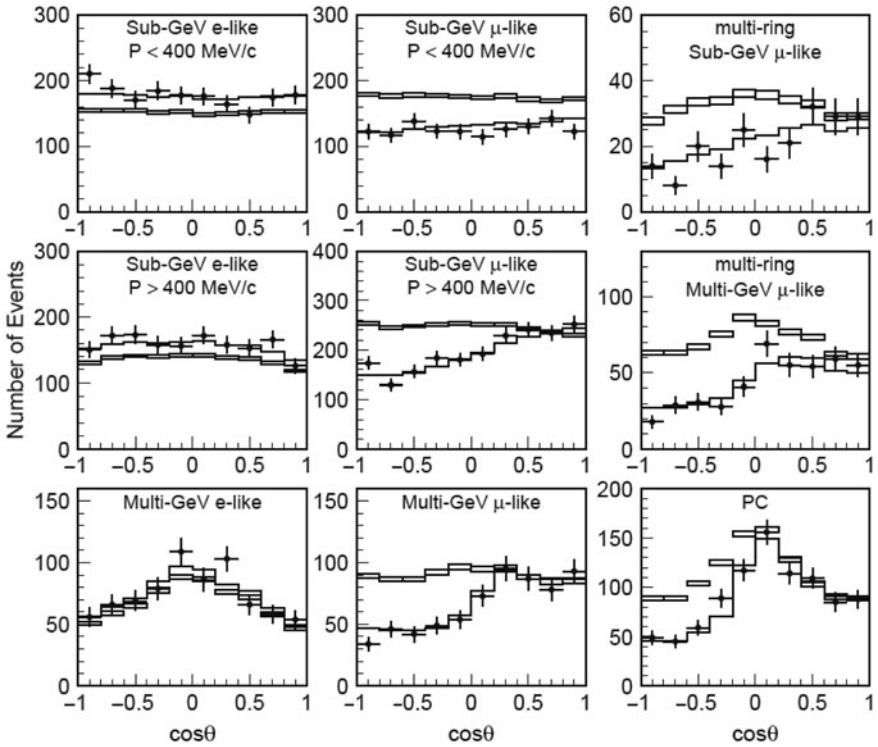 Number of Events
300
200
100
0
Sub-GeV e-like
P < 400 MeV/c
−1 −0.5 0 0.5 1
300
200
100
0
Sub-GeV μ-like
P < 400 MeV/c
−1 −0.5 0 0.5 1
60
40
20
0
multi-ring
Sub-GeV μ-like
−1 −0.5 0 0.5 1
300
200
100
0
Sub-GeV e-like
P > 400 MeV/c
−1 −0.5 0 0.5 1
400
300
200
100
0
Sub-GeV μ-like
P > 400 MeV/c
−1 −0.5 0 0.5 1
100
50
0
multi-ring
Multi-GeV μ-like
−1 −0.5 0 0.5 1
150
100
50
0
Multi-GeV e-like
−1 −0.5 0 0.5 1
cosθ
150
100
50
0
Multi-GeV μ-like
−1 −0.5 0 0.5 1
cosθ
200
150
100
50
0
PC
−1 −0.5 0 0.5 1
cosθ